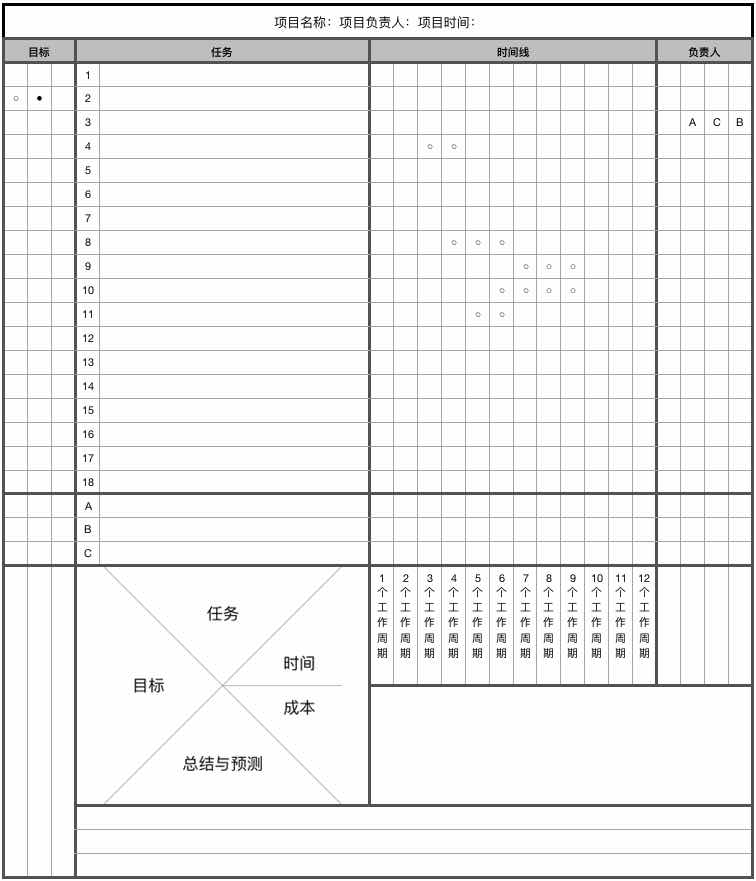 项目名称：项目负责人：项目时间：
目标 任务 时间线 负责人
1
○ ● 2
3 A C B
4 ○ ○
5
6
7
8 ○ ○ ○
9 ○ ○ ○
10 ○ ○ ○ ○
11 ○ ○
12
13
14
15
16
17
18
A
B
C
1个工作周期
2个工作周期
3个工作周期
4个工作周期
5个工作周期
6个工作周期
7个工作周期
8个工作周期
9个工作周期
10个工作周期
11个工作周期
12个工作周期
任务
时间
目标
成本
总结与预测